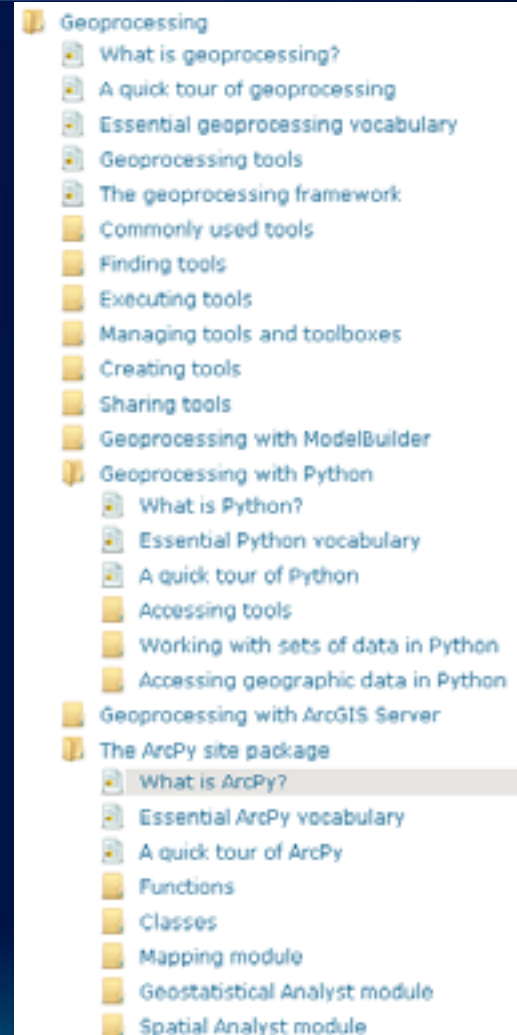 Geoprocessing
What is geoprocessing?
A quick tour of geoprocessing
Essential geoprocessing vocabulary
Geoprocessing tools
The geoprocessing framework
Commonly used tools
Finding tools
Executing tools
Managing tools and toolboxes
Creating tools
Sharing tools
Geoprocessing with ModelBuilder
Geoprocessing with Python
What is Python?
Essential Python vocabulary
A quick tour of Python
Accessing tools
Working with sets of data in Python
Accessing geographic data in Python
Geoprocessing with ArcGIS Server
The ArcPy site package
What is ArcPy?
Essential ArcPy vocabulary
A quick tour of ArcPy
Functions
Classes
Mapping module
Geostatistical Analyst module
Spatial Analyst module